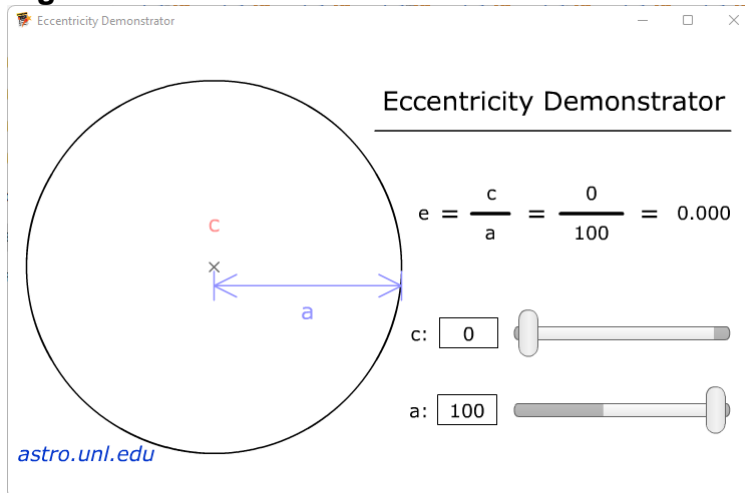 Eccentricity Demonstrator
Eccentricity Demonstrator
e = c/a = 0/100 = 0.000
c
a
c: 0
a: 100
astro.unl.edu